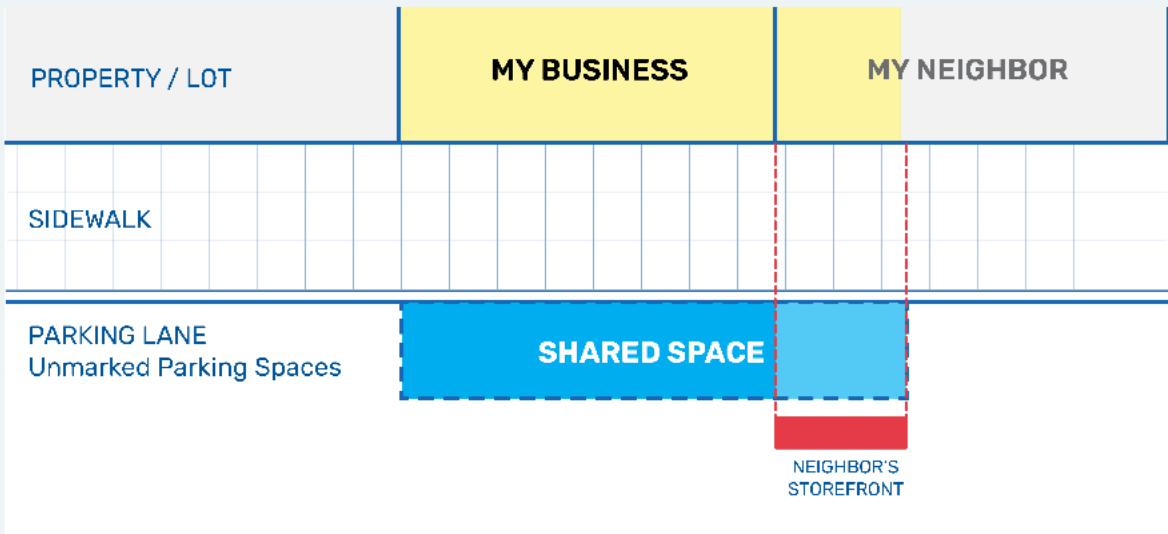 PROPERTY / LOT
MY BUSINESS
MY NEIGHBOR
SIDEWALK
PARKING LANE
Unmarked Parking Spaces
SHARED SPACE
NEIGHBOR'S
STOREFRONT